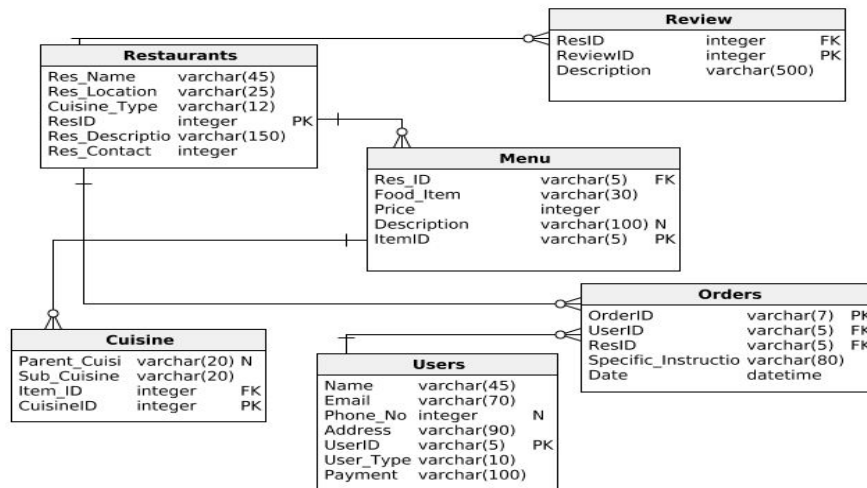 Review
ResID integer FK
ReviewID integer PK
Description varchar(500)
Restaurants
Res_Name varchar(45)
Res_Location varchar(25)
Cuisine_Type varchar(12)
ResID integer PK
Res_Descriptio varchar(150)
Res_Contact integer
Menu
Res_ID varchar(5) FK
Food_Item varchar(30)
Price integer
Description varchar(100) N
ItemID varchar(5) PK
Orders
OrderID varchar(7) PK
UserID varchar(5) FK
ResID varchar(5) FK
Specific_Instructio varchar(80)
Date datetime
Cuisine
Parent_Cuisi varchar(20) N
Sub_Cuisine varchar(20)
Item_ID integer FK
CuisineID integer PK
Users
Name varchar(45)
Email varchar(70)
Phone_No integer N
Address varchar(90)
UserID varchar(5) PK
User_Type varchar(10)
Payment varchar(100)